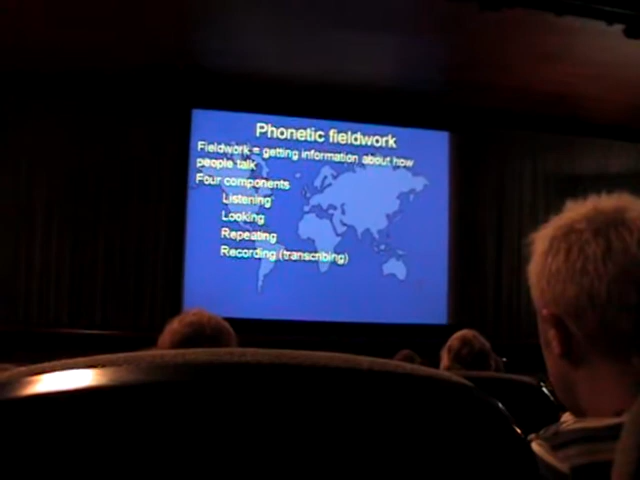 Phonetic fieldwork
Fieldwork = getting information about how
people talk
Four components
Listening
Looking
Repeating
Recording (transcribing)